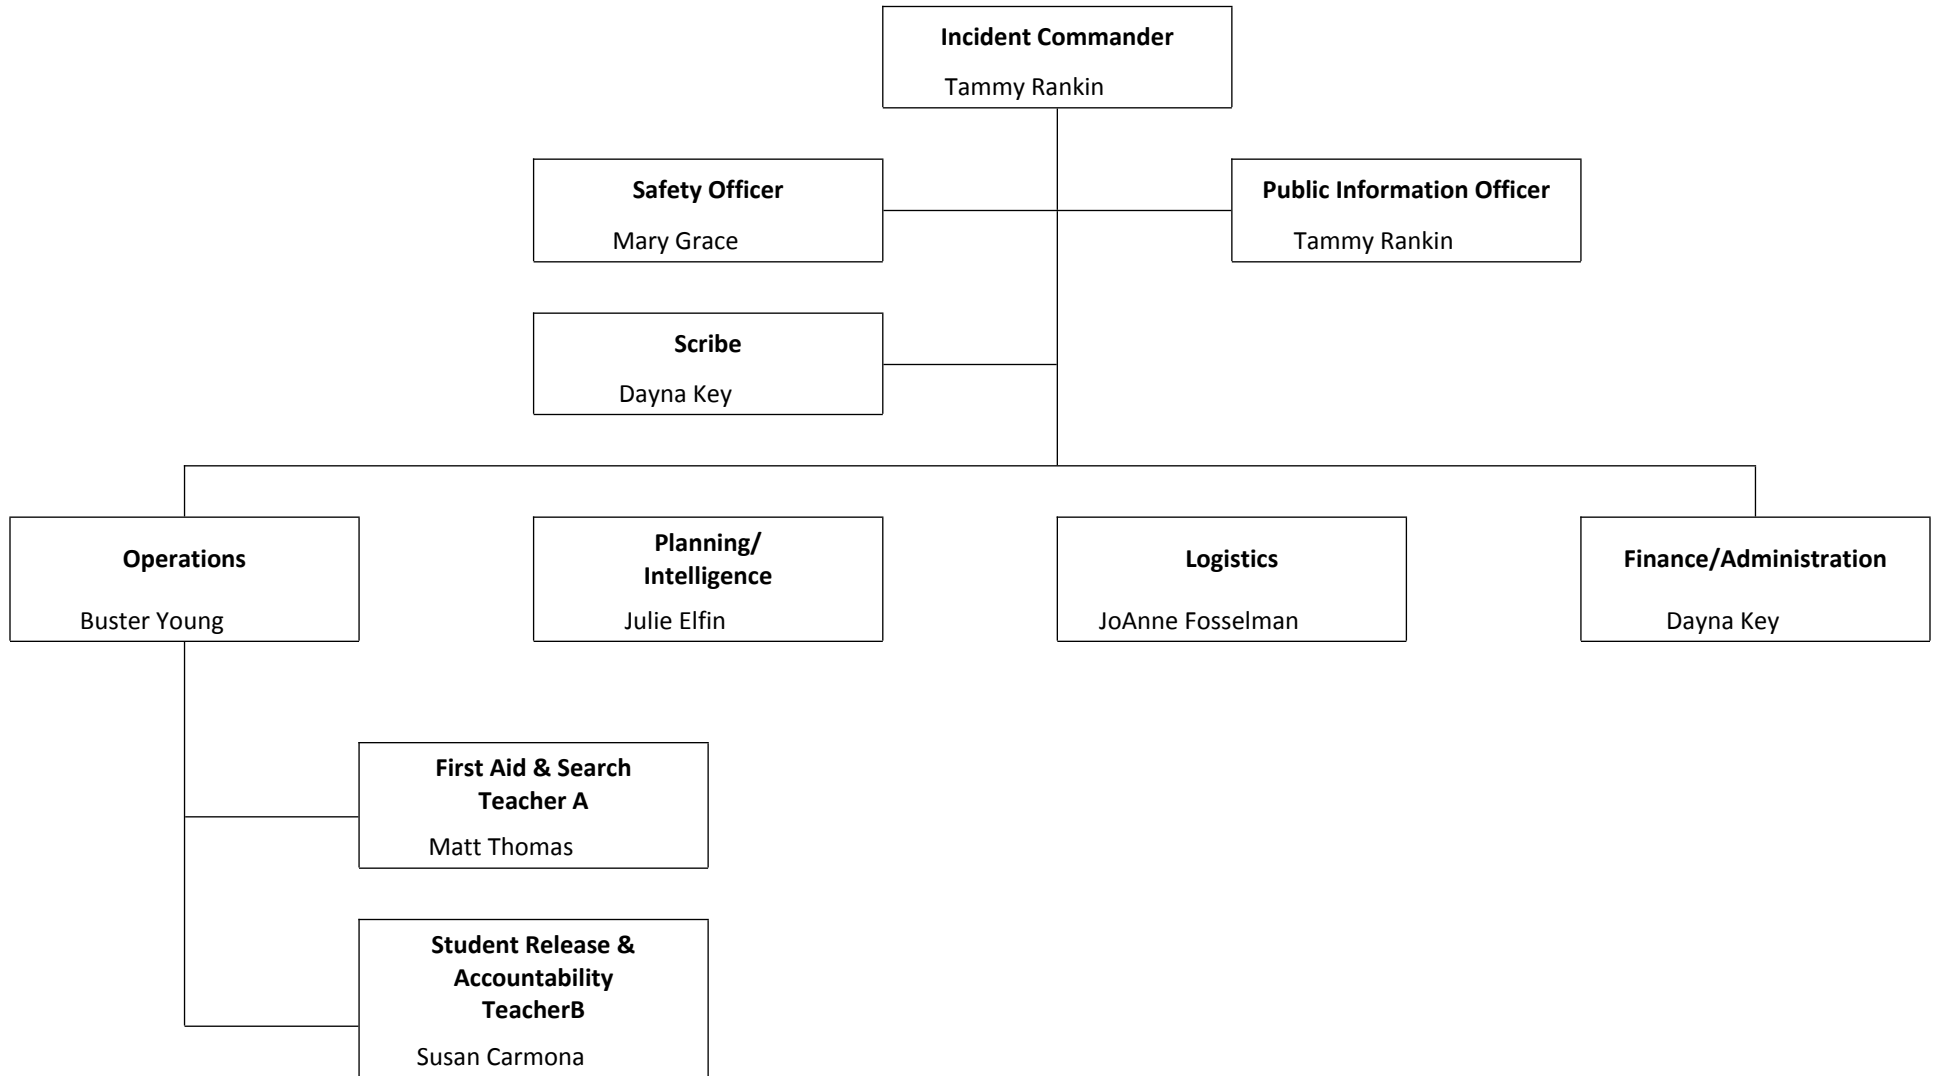 Incident Commander
Tammy Rankin
Safety Officer
Mary Grace
Public Information Officer
Tammy Rankin
Scribe
Dayna Key
Operations
Buster Young
Planning/
Intelligence
Julie Elfin
Logistics
JoAnne Fosselman
Finance/Administration
Dayna Key
First Aid & Search
Teacher A
Matt Thomas
Student Release &
Accountability
TeacherB
Susan Carmona